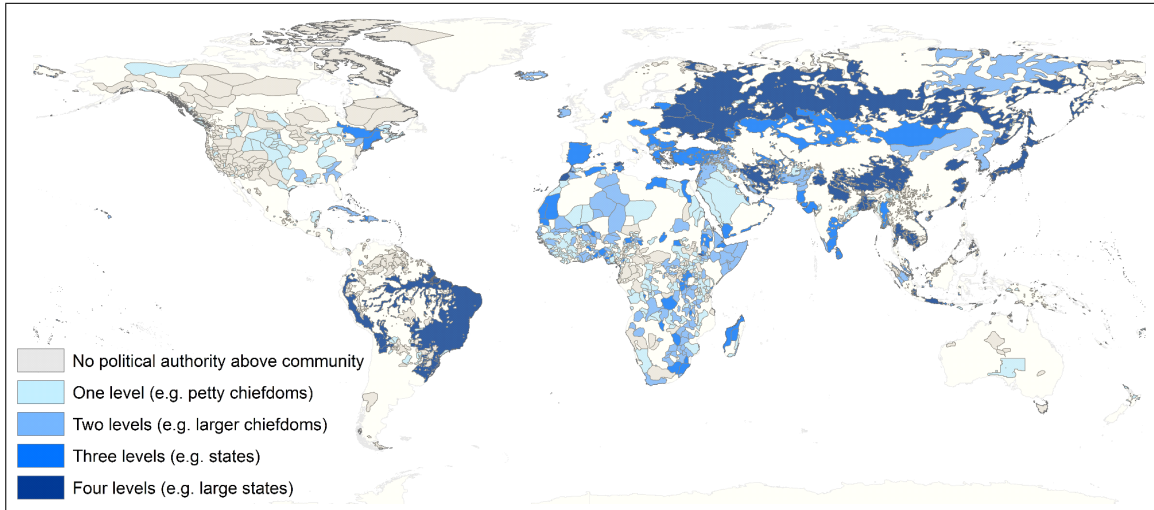 No political authority above community
One level (e.g. petty chiefdoms)
Two levels (e.g. larger chiefdoms)
Three levels (e.g. states)
Four levels (e.g. large states)